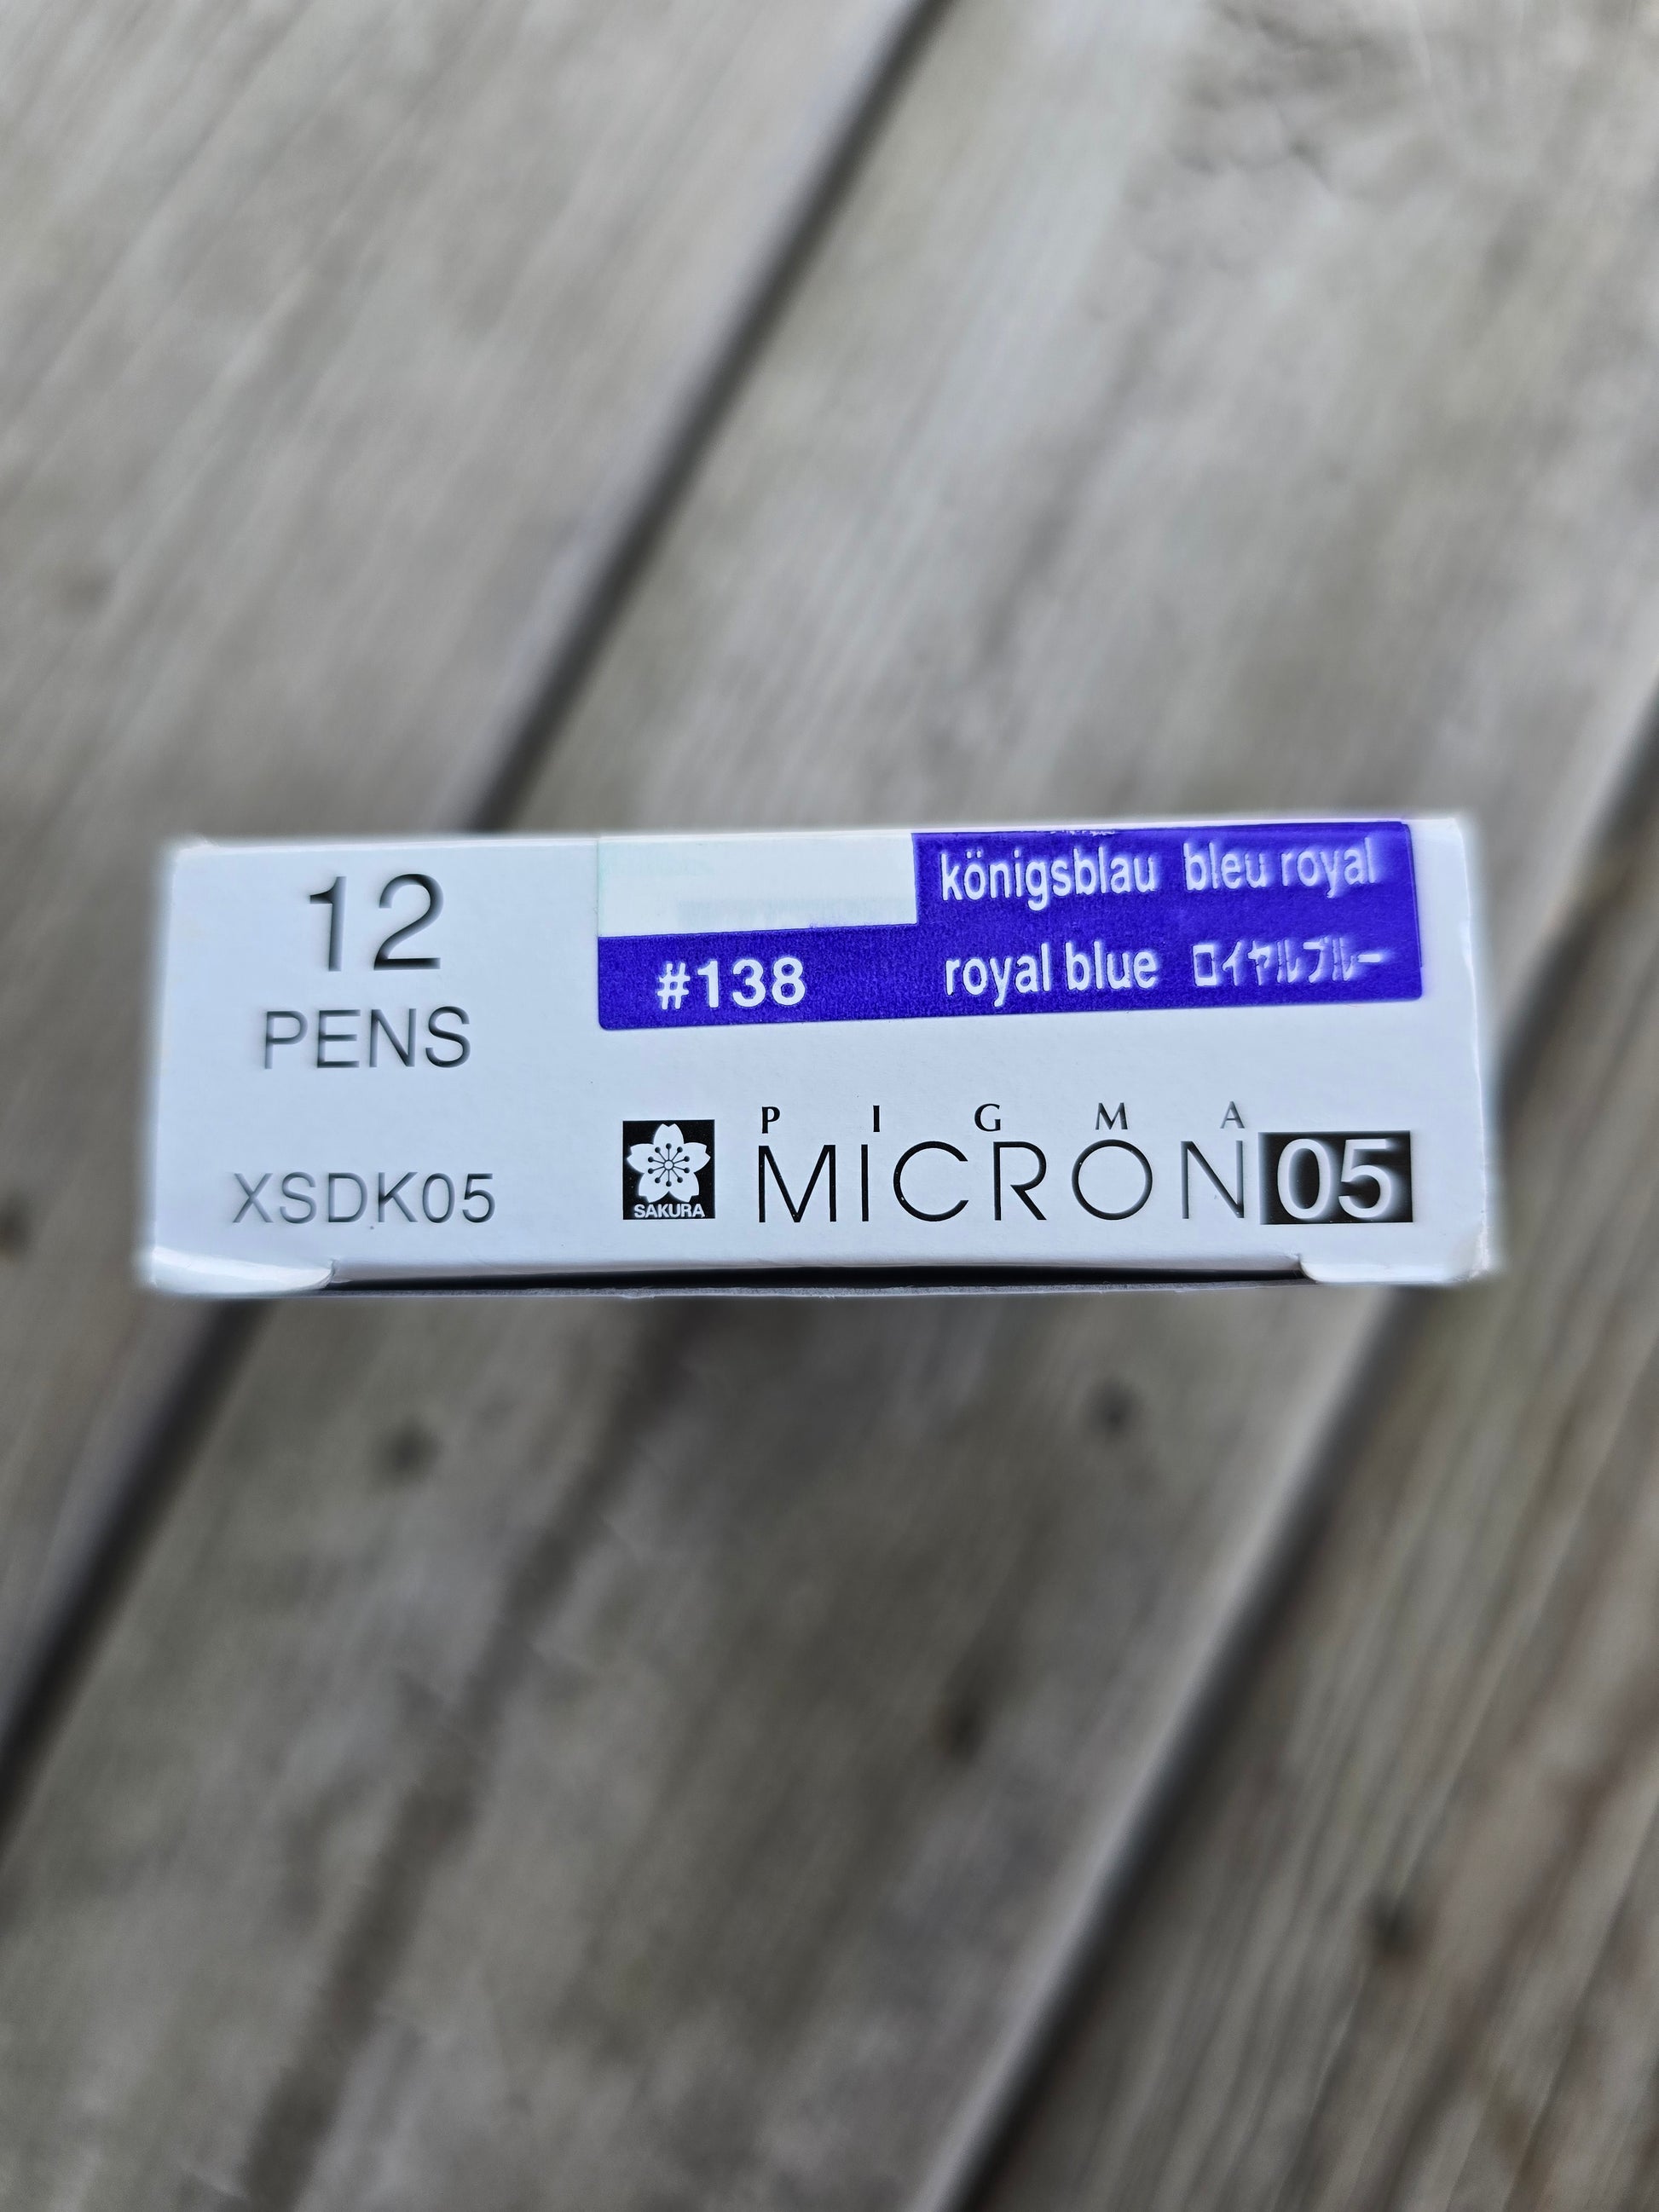 12
PENS
XSDK05
königsblau bleu royal
#138 royal blue ロイヤルブルー
SAKURA
PIGMA
MICRON 05